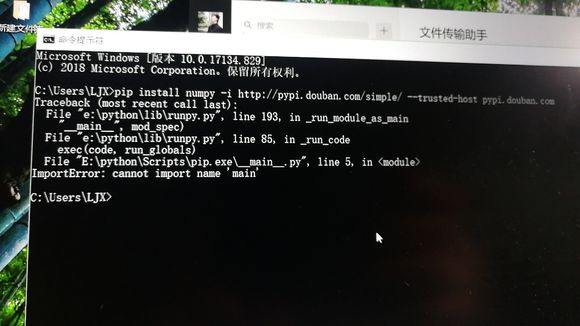 新建文件
搜索
文件传输助手
命令提示符
Microsoft Windows [版本 10.0.17134.829]
(c) 2018 Microsoft Corporation。保留所有权利。
C:\Users\LJX>pip install numpy -i http://pypi.douban.com/simple/ --trusted-host pypi.douban.com
Traceback (most recent call last):
File "e:\python\lib\runpy.py", line 193, in _run_module_as_main
"__main__", mod_spec)
File "e:\python\lib\runpy.py", line 85, in _run_code
exec(code, run_globals)
File "E:\python\Scripts\pip.exe\__main__.py", line 5, in <module>
ImportError: cannot import name 'main'
C:\Users\LJX>